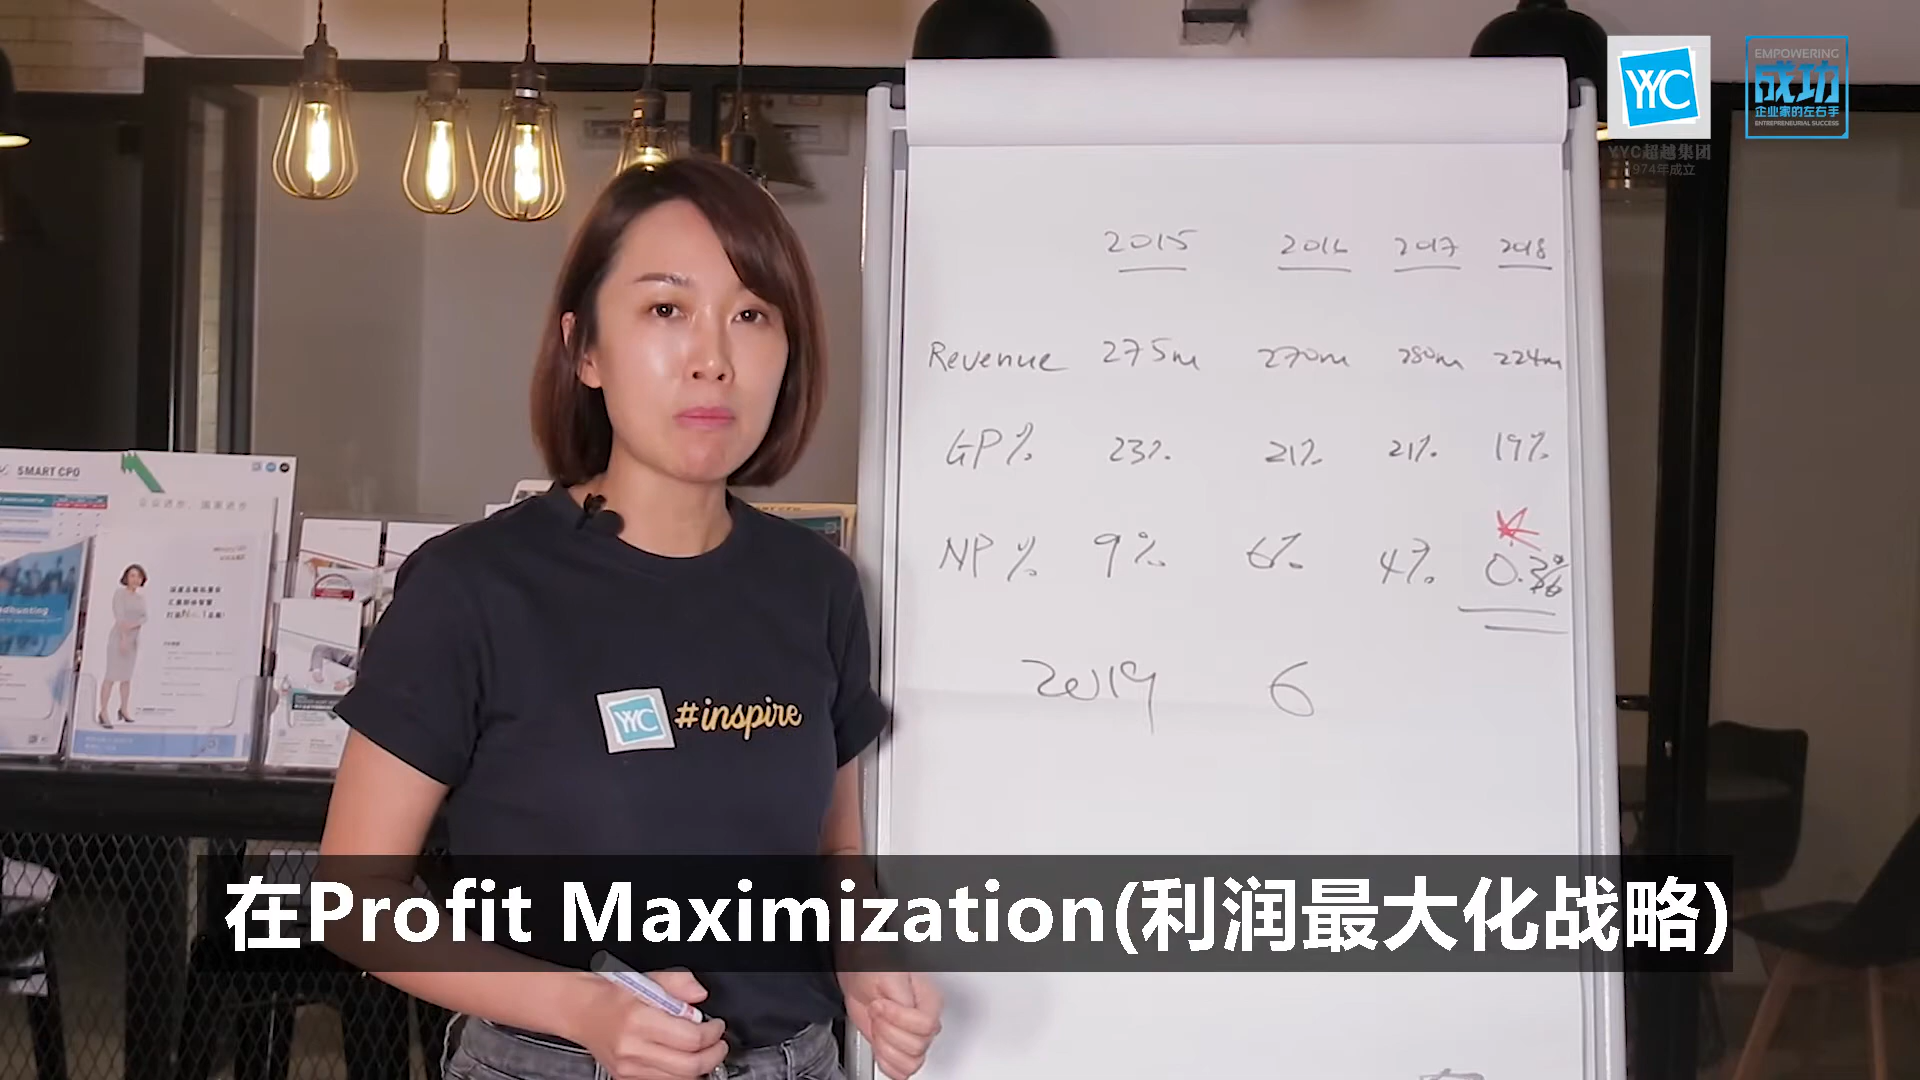 EMPOWERING
成功
企业家的左右手
ENTREPRENEURIAL SUCCESS
YYC
YYC超越集团
1974年成立
2015 2016 2017 2018
Revenue 275m 270m 280m 224m
GP% 23% 21% 21% 19%
NP% 9% 6% 4% 0.3%
2019 6
SMART CPO
YYC #inspire
在Profit Maximization(利润最大化战略)